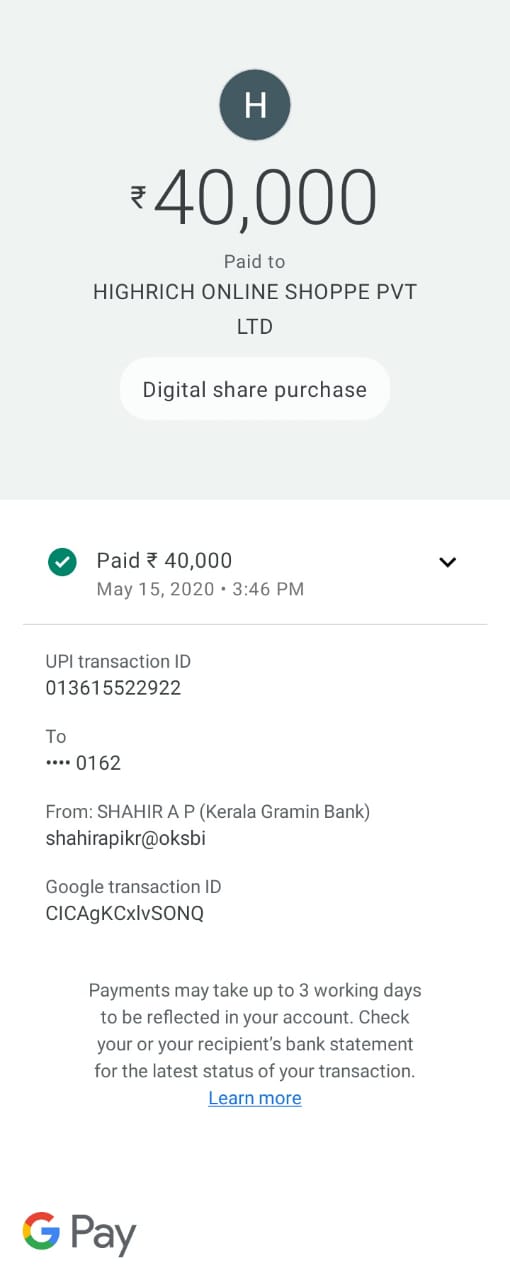 H
₹40,000
Paid to
HIGHRICH ONLINE SHOPPE PVT
LTD
Digital share purchase
Paid ₹ 40,000
May 15, 2020 • 3:46 PM
UPI transaction ID
013615522922
To
•••• 0162
From: SHAHIR A P (Kerala Gramin Bank)
shahirapikr@oksbi
Google transaction ID
CICAgKCxlvSONQ
Payments may take up to 3 working days
to be reflected in your account. Check
your or your recipient’s bank statement
for the latest status of your transaction.
Learn more
G Pay